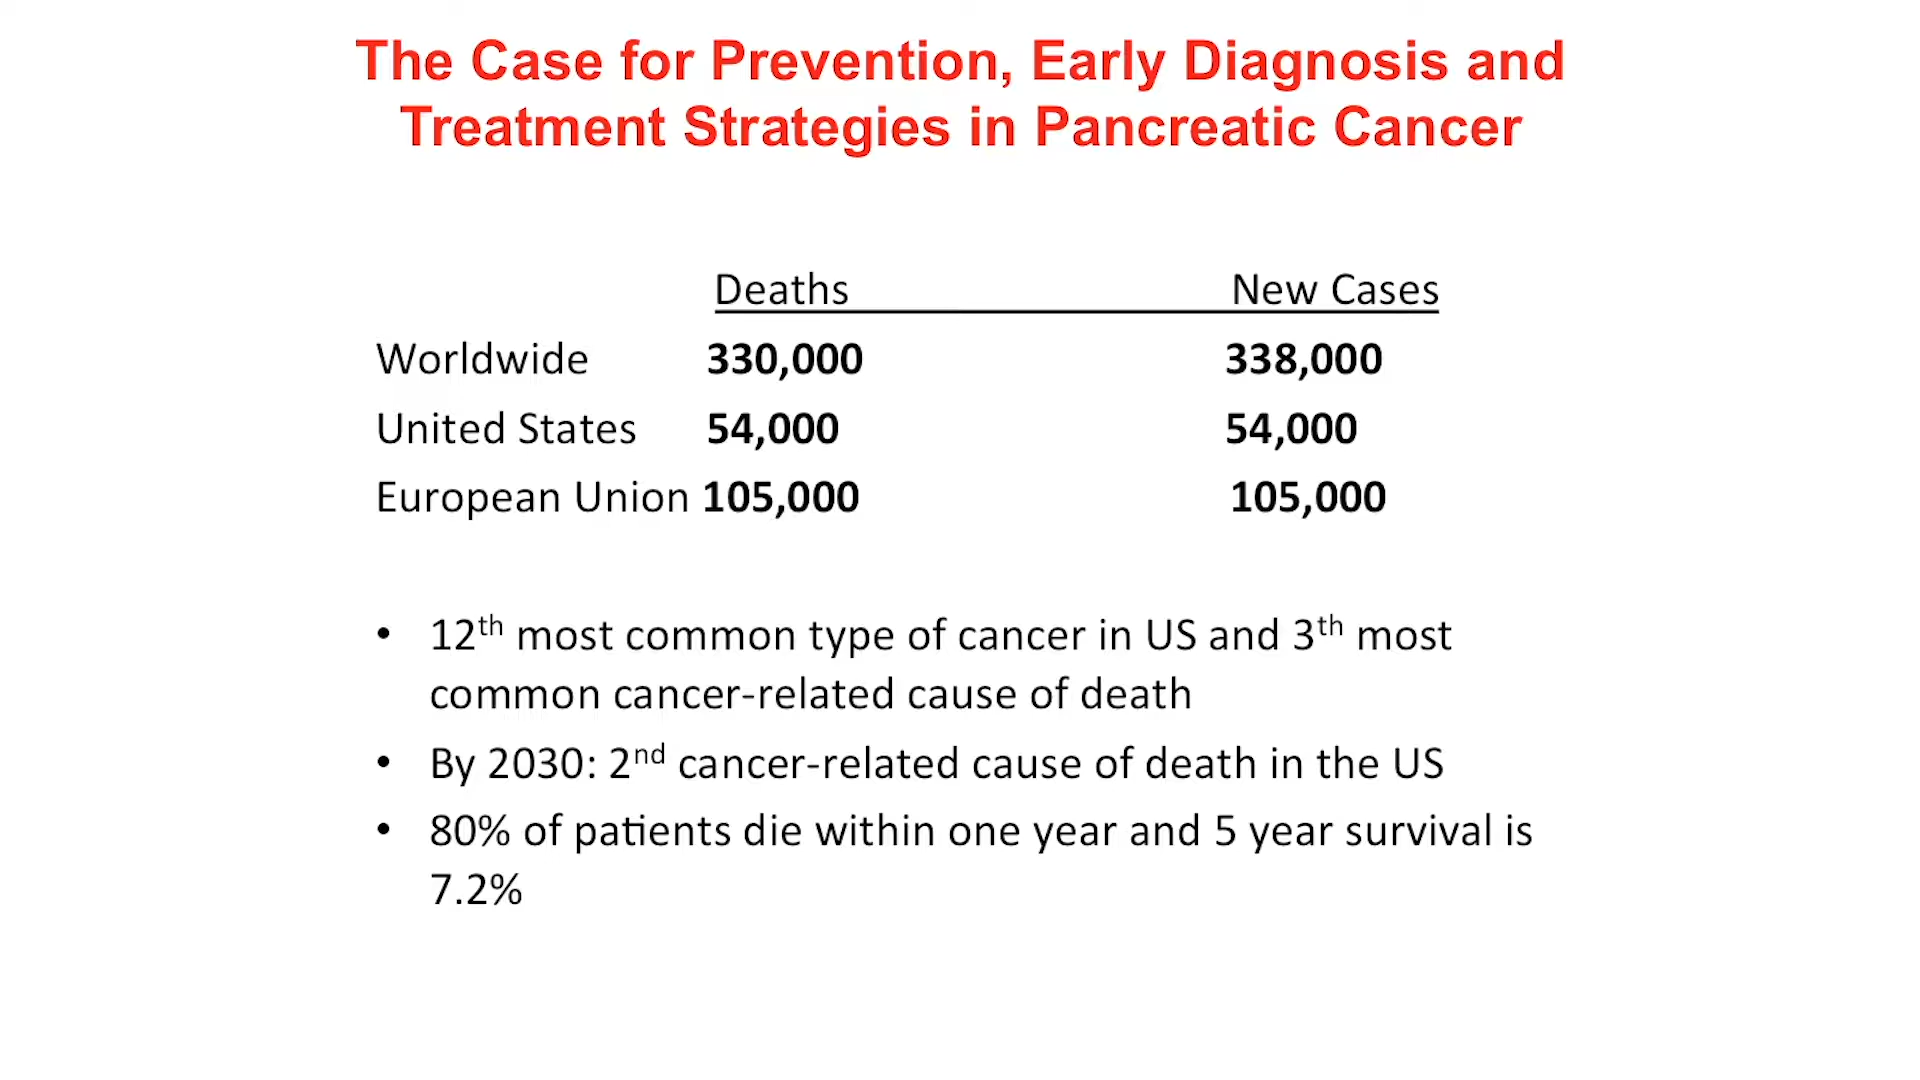 The Case for Prevention, Early Diagnosis and
Treatment Strategies in Pancreatic Cancer
Deaths New Cases
Worldwide 330,000 338,000
United States 54,000 54,000
European Union 105,000 105,000
• 12th most common type of cancer in US and 3th most
common cancer-related cause of death
• By 2030: 2nd cancer-related cause of death in the US
• 80% of patients die within one year and 5 year survival is
7.2%